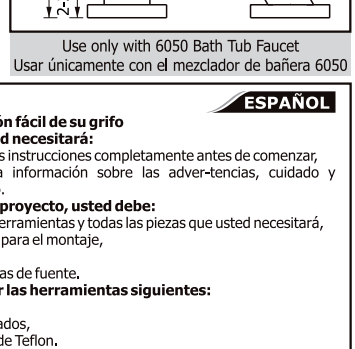 2-
Use only with 6050 Bath Tub Faucet
Usar únicamente con el mezclador de bañera 6050
ESPAÑOL
ón fácil de su grifo
d necesitará:
s instrucciones completamente antes de comenzar,
a información sobre las adver-tencias, cuidado y
.
proyecto, usted debe:
erramientas y todas las piezas que usted necesitará,
para el montaje,
as de fuente.
r las herramientas siguientes:
ados,
de Teflon.